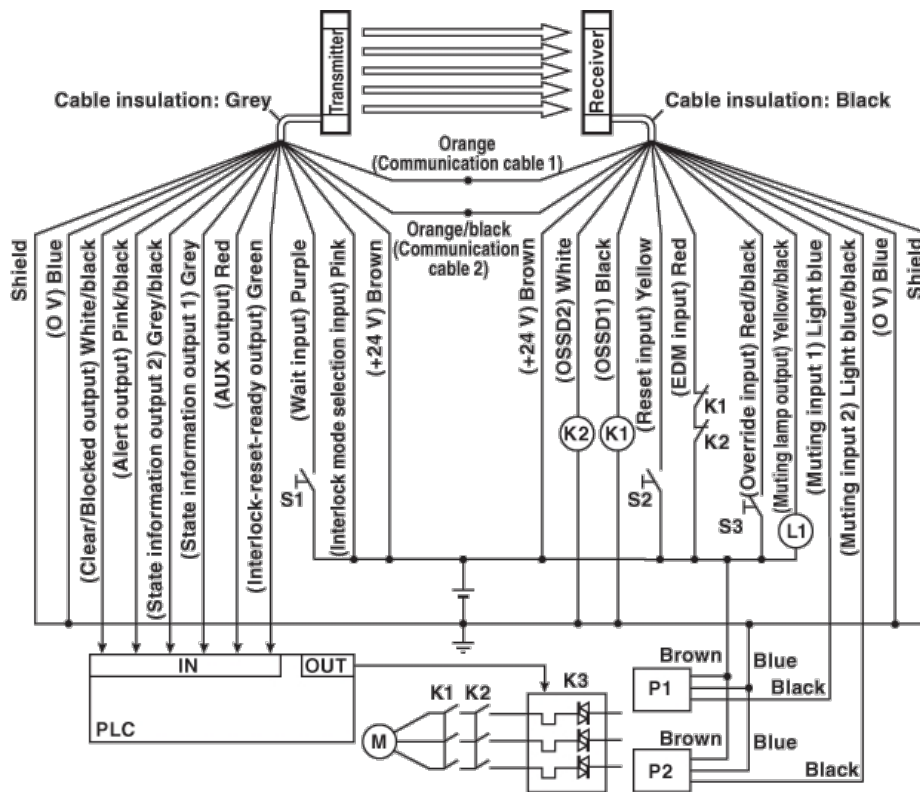 Transmitter
Receiver
Cable insulation: Grey
Cable insulation: Black
Orange
(Communication cable 1)
Orange/black
(Communication
cable 2)
Shield
(O V) Blue
(Clear/Blocked output) White/black
(Alert output) Pink/black
(State information output 2) Grey/black
(State information output 1) Grey
(AUX output) Red
(Interlock-reset-ready output) Green
(Wait input) Purple
(Interlock mode selection input) Pink
(+24 V) Brown
(+24 V) Brown
(OSSD2) White
(OSSD1) Black
(Reset input) Yellow
(EDM input) Red
(Override input) Red/black
(Muting lamp output) Yellow/black
(Muting input 1) Light blue
(Muting input 2) Light blue/black
(O V) Blue
Shield
K1
K2
K2
K1
S1
S2
S3
L1
IN
OUT
PLC
K1
K2
K3
M
Brown
Blue
P1
Black
Brown
Blue
P2
Black